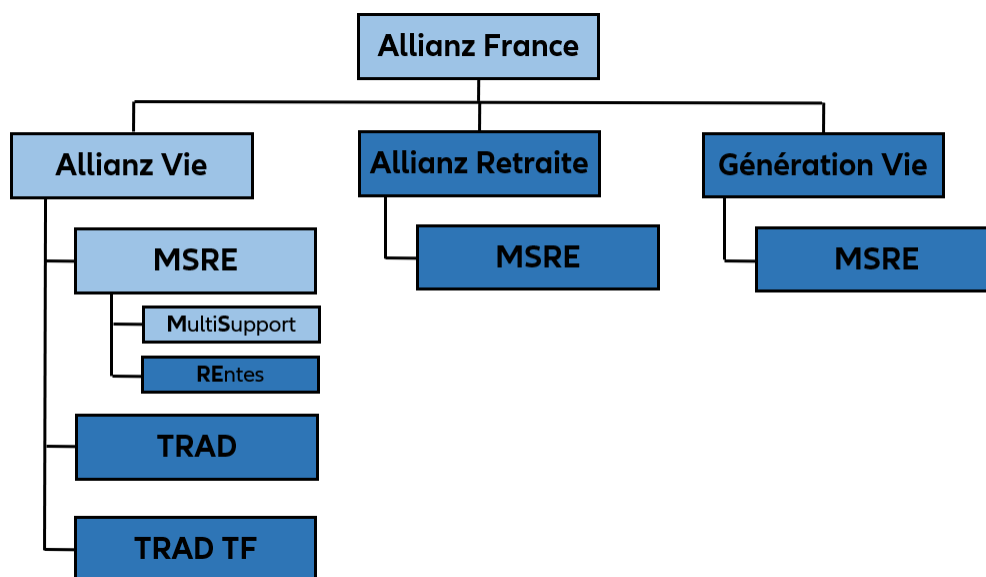 Allianz France
Allianz Vie
Allianz Retraite
Génération Vie
MSRE
MSRE
MSRE
MultiSupport
REntes
TRAD
TRAD TF